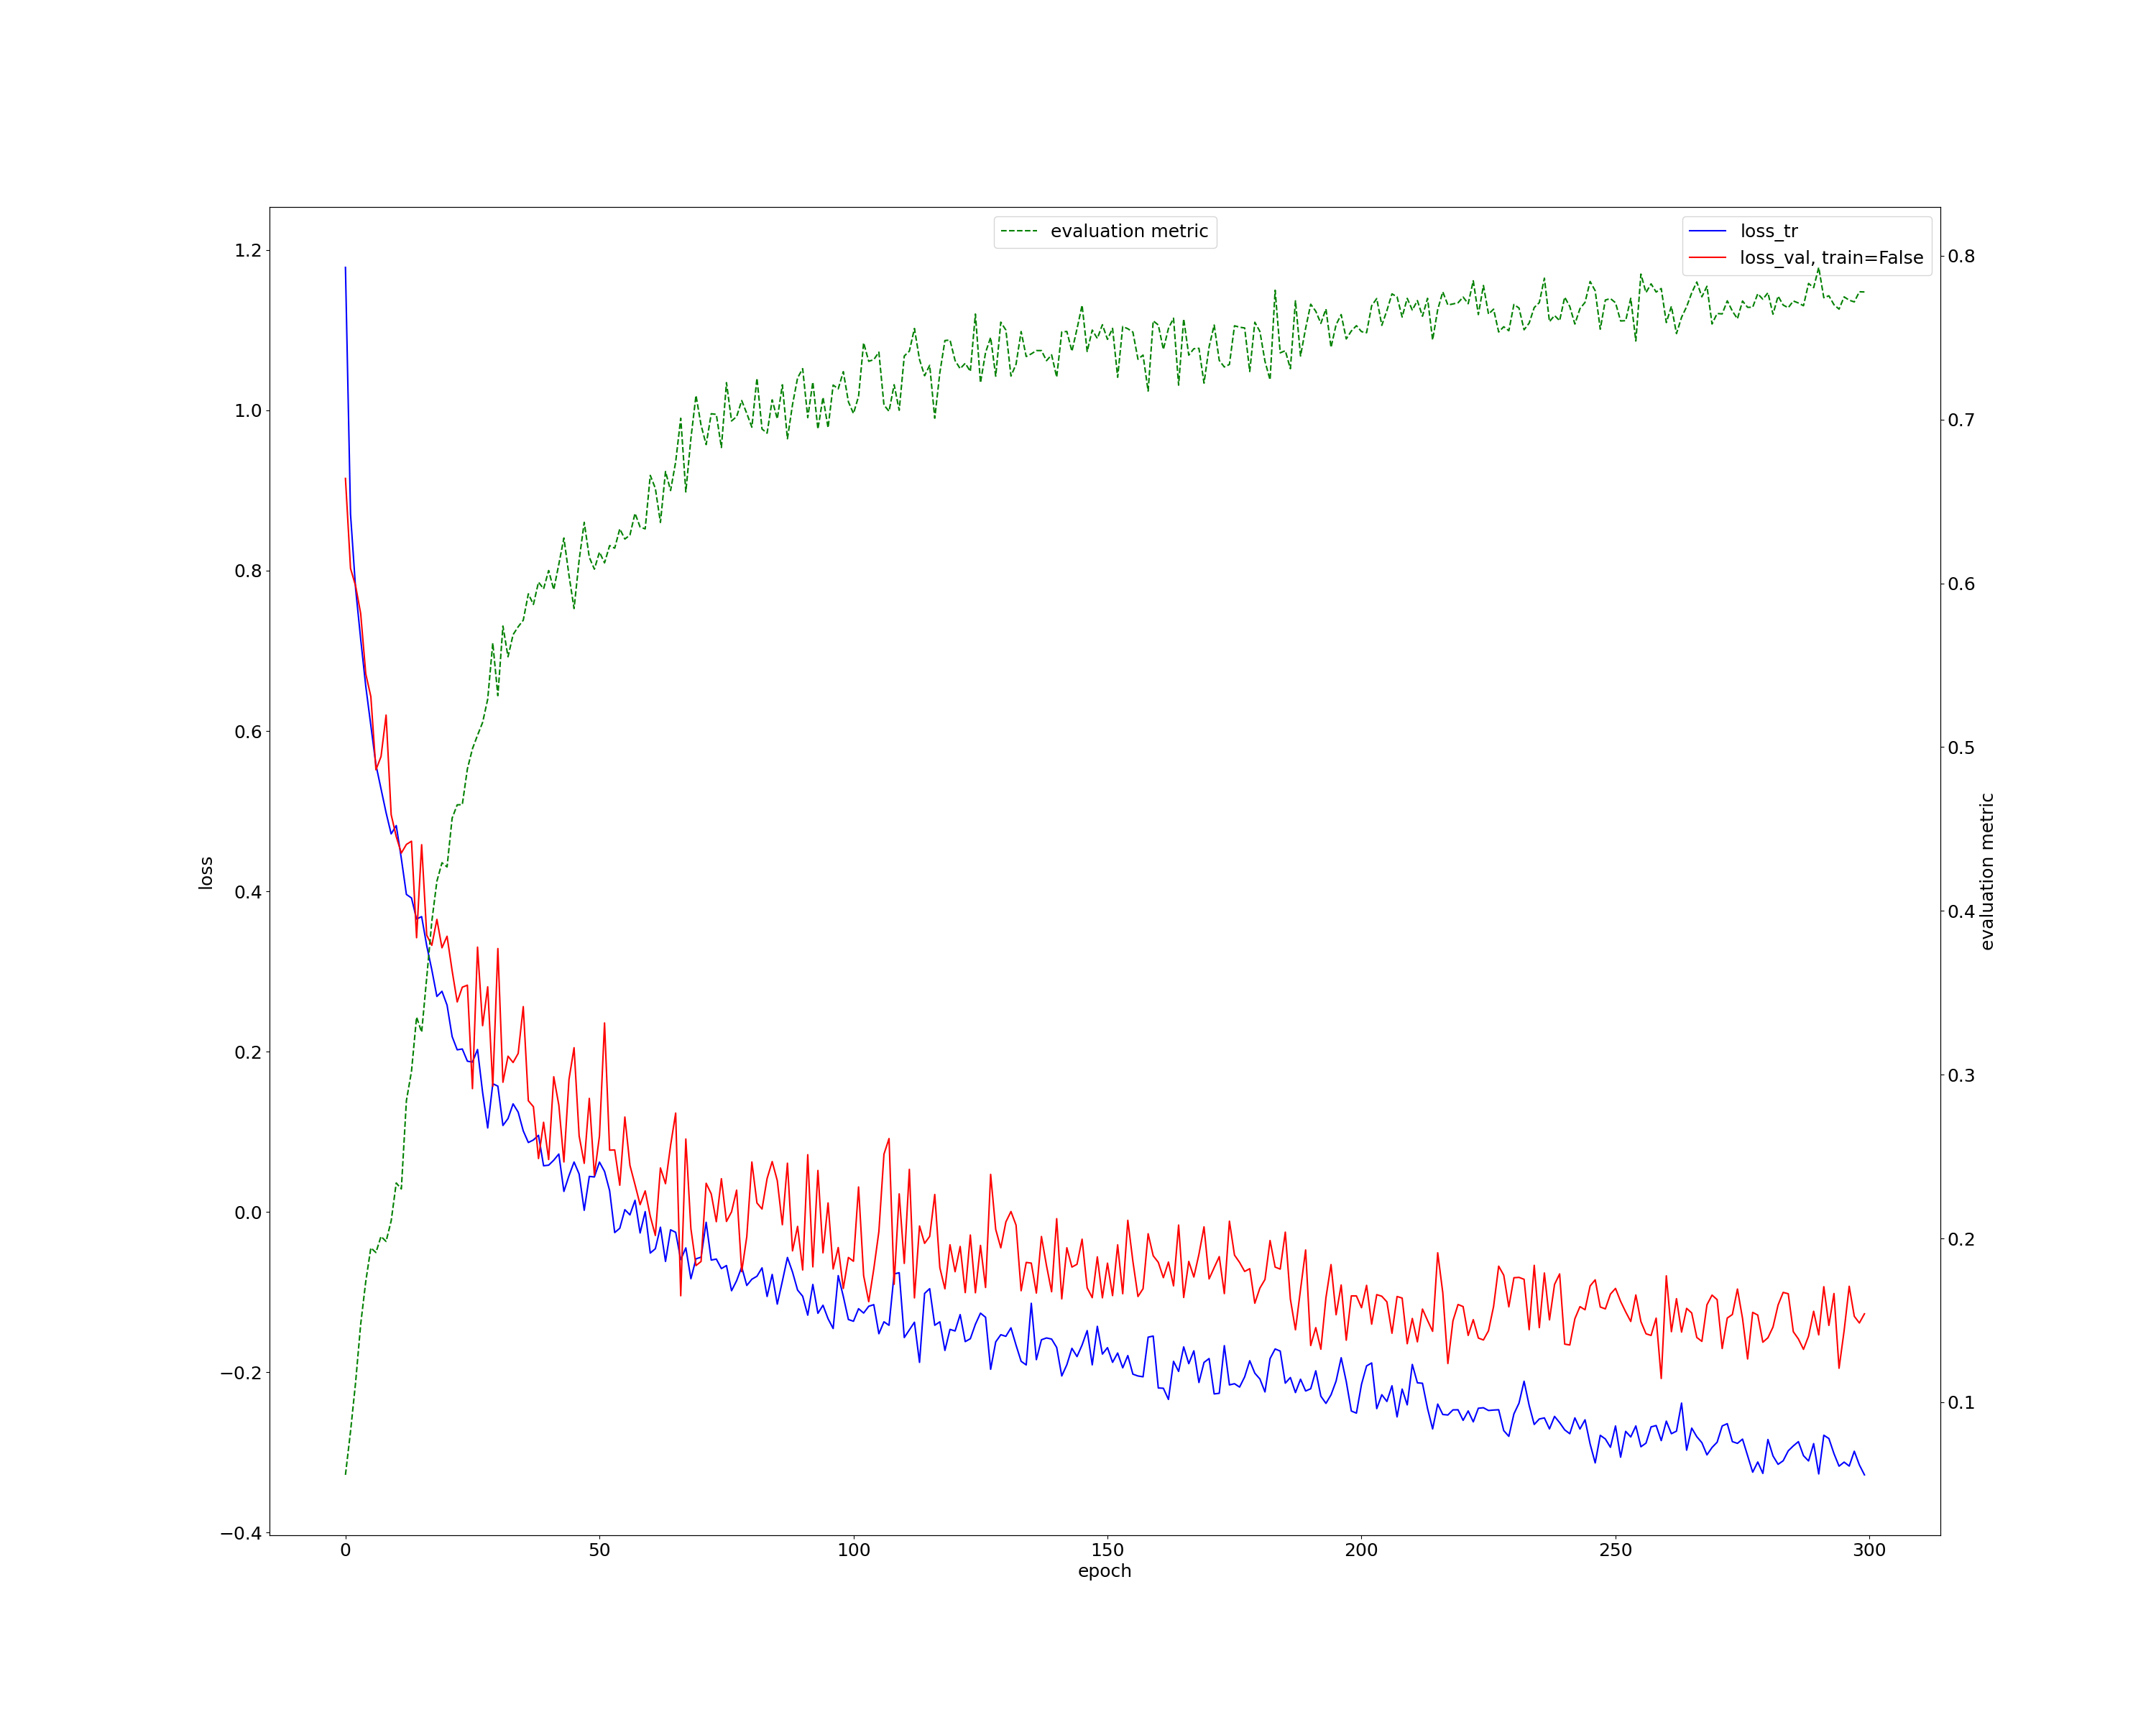 evaluation metric
loss_tr
loss_val, train=False
1.2
1.0
0.8
0.6
0.4
0.2
0.0
−0.2
−0.4
loss
0.8
0.7
0.6
0.5
0.4
0.3
0.2
0.1
evaluation metric
0 50 100 150 200 250 300
epoch